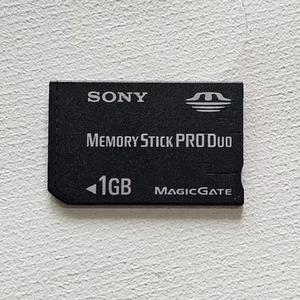 SONY
MEMORY STICK PRO DUO
1GB MAGICGATE